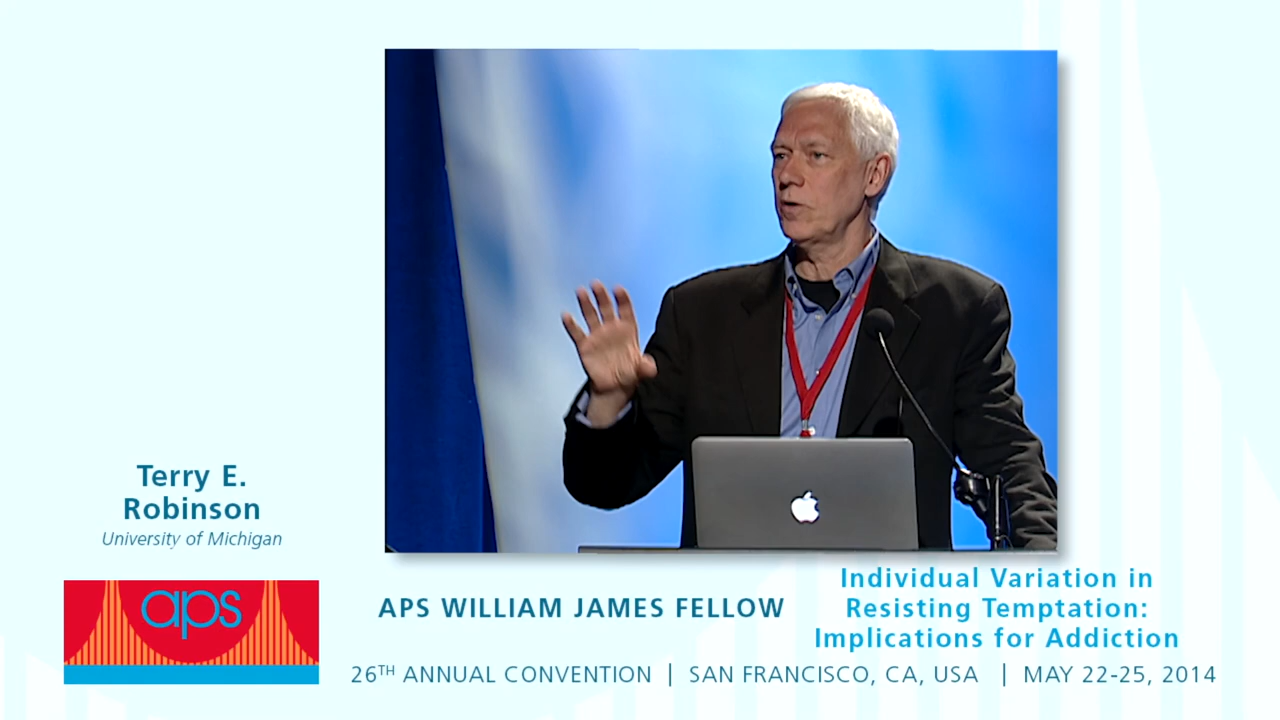 Terry E.
Robinson
University of Michigan
aps
APS WILLIAM JAMES FELLOW
Individual Variation in
Resisting Temptation:
Implications for Addiction
26TH ANNUAL CONVENTION | SAN FRANCISCO, CA, USA | MAY 22-25, 2014